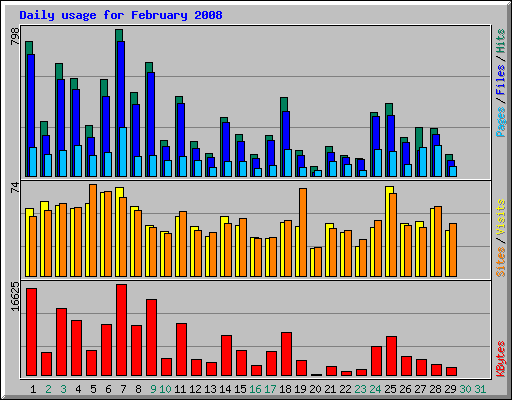 Daily usage for February 2008
798
Pages / Files / Hits
74
Sites / Visits
16625
KBytes
1 2 3 4 5 6 7 8 9 10 11 12 13 14 15 16 17 18 19 20 21 22 23 24 25 26 27 28 29 30 31